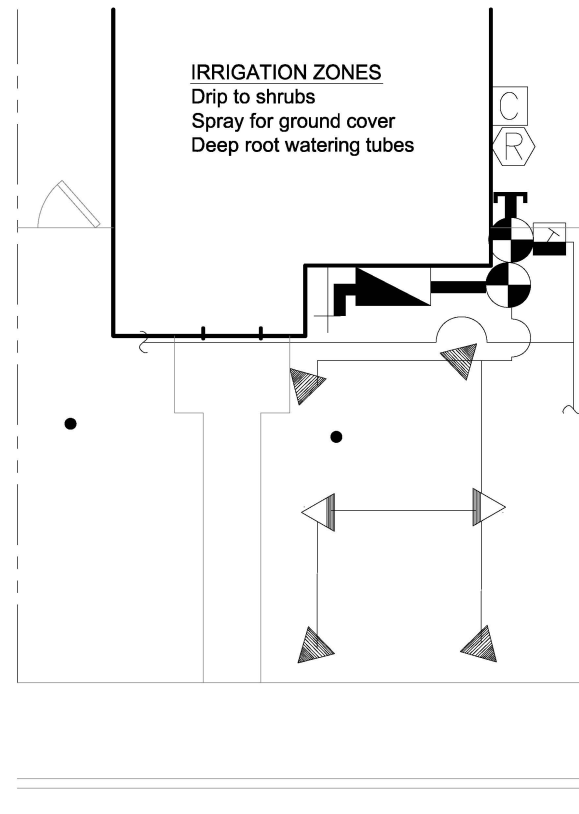 IRRIGATION ZONES
Drip to shrubs
Spray for ground cover
Deep root watering tubes
C
R
T